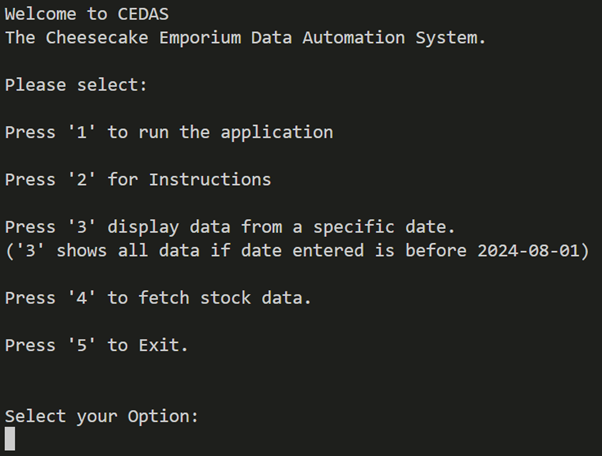 Welcome to CEDAS
The Cheesecake Emporium Data Automation System.
Please select:
Press '1' to run the application
Press '2' for Instructions
Press '3' display data from a specific date.
('3' shows all data if date entered is before 2024-08-01)
Press '4' to fetch stock data.
Press '5' to Exit.
Select your Option: